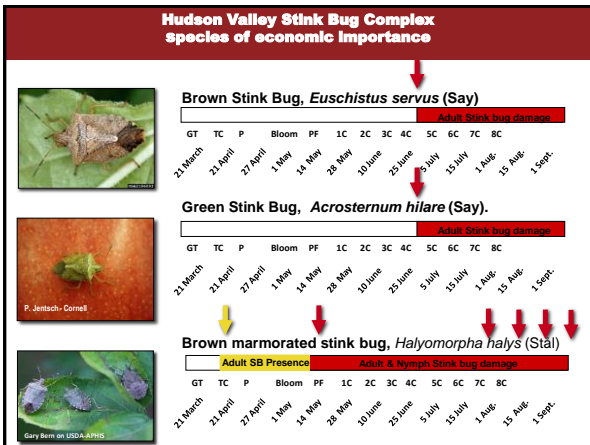 Hudson Valley Stink Bug Complex
species of economic importance
Brown Stink Bug, Euschistus servus (Say)
Adult Stink bug damage
GT TC P Bloom PF 1C 2C 3C 4C 5C 6C 7C 8C
21 March 21 April 27 April 1 May 14 May 28 May 10 June 25 June 5 July 15 July 1 Aug. 15 Aug. 1 Sept.
Green Stink Bug, Acrosternum hilare (Say).
Adult Stink bug damage
GT TC P Bloom PF 1C 2C 3C 4C 5C 6C 7C 8C
21 March 21 April 27 April 1 May 14 May 28 May 10 June 25 June 5 July 15 July 1 Aug. 15 Aug. 1 Sept.
P. Jentsch - Cornell
Brown marmorated stink bug, Halyomorpha halys (Stål)
Adult SB Presence Adult & Nymph Stink bug damage
GT TC P Bloom PF 1C 2C 3C 4C 5C 6C 7C 8C
21 March 21 April 27 April 1 May 14 May 28 May 10 June 25 June 5 July 15 July 1 Aug. 15 Aug. 1 Sept.
Gary Bern on USDA-APHIS